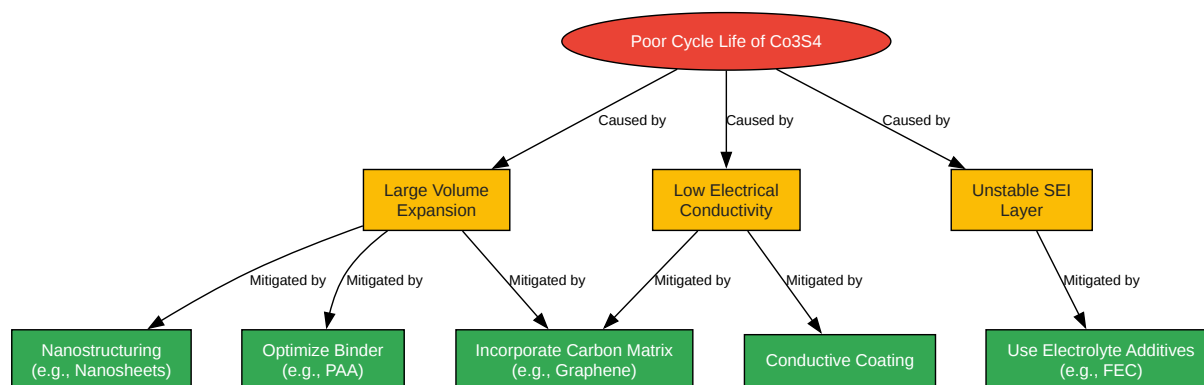 Poor Cycle Life of Co3S4
Caused by
Caused by
Caused by
Large Volume
Expansion
Low Electrical
Conductivity
Unstable SEI
Layer
Mitigated by
Mitigated by
Mitigated by
Mitigated by
Mitigated by
Mitigated by
Nanostructuring
(e.g., Nanosheets)
Optimize Binder
(e.g., PAA)
Incorporate Carbon Matrix
(e.g., Graphene)
Conductive Coating
Use Electrolyte Additives
(e.g., FEC)